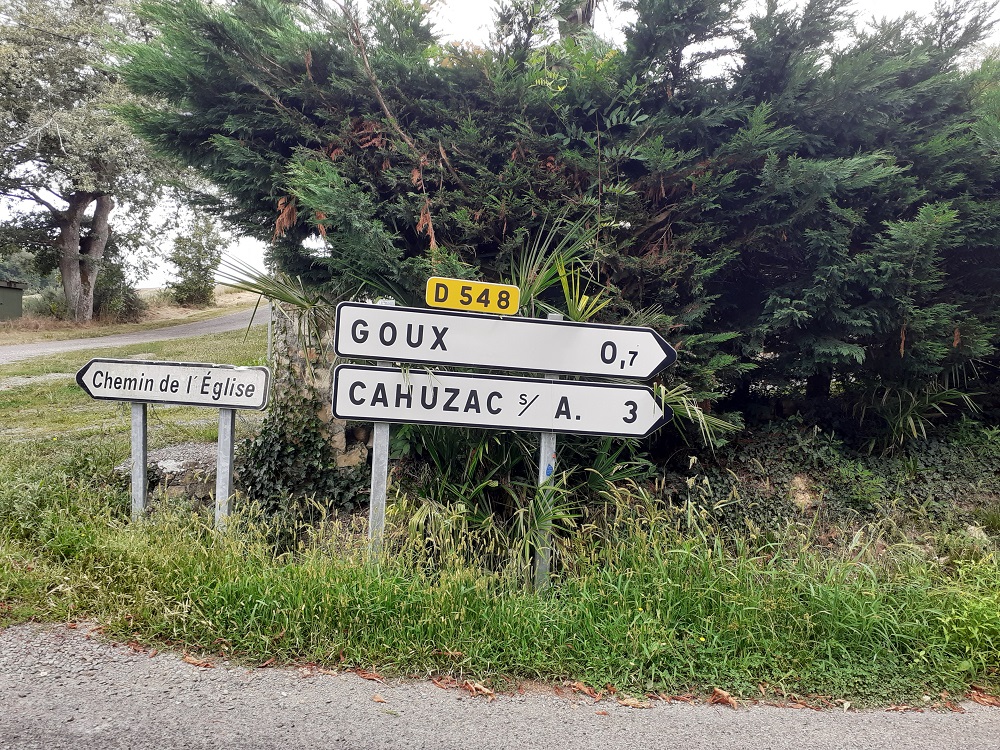 Chemin de l'Église
D 548
GOUX 0,7
CAHUZAC s/ A. 3